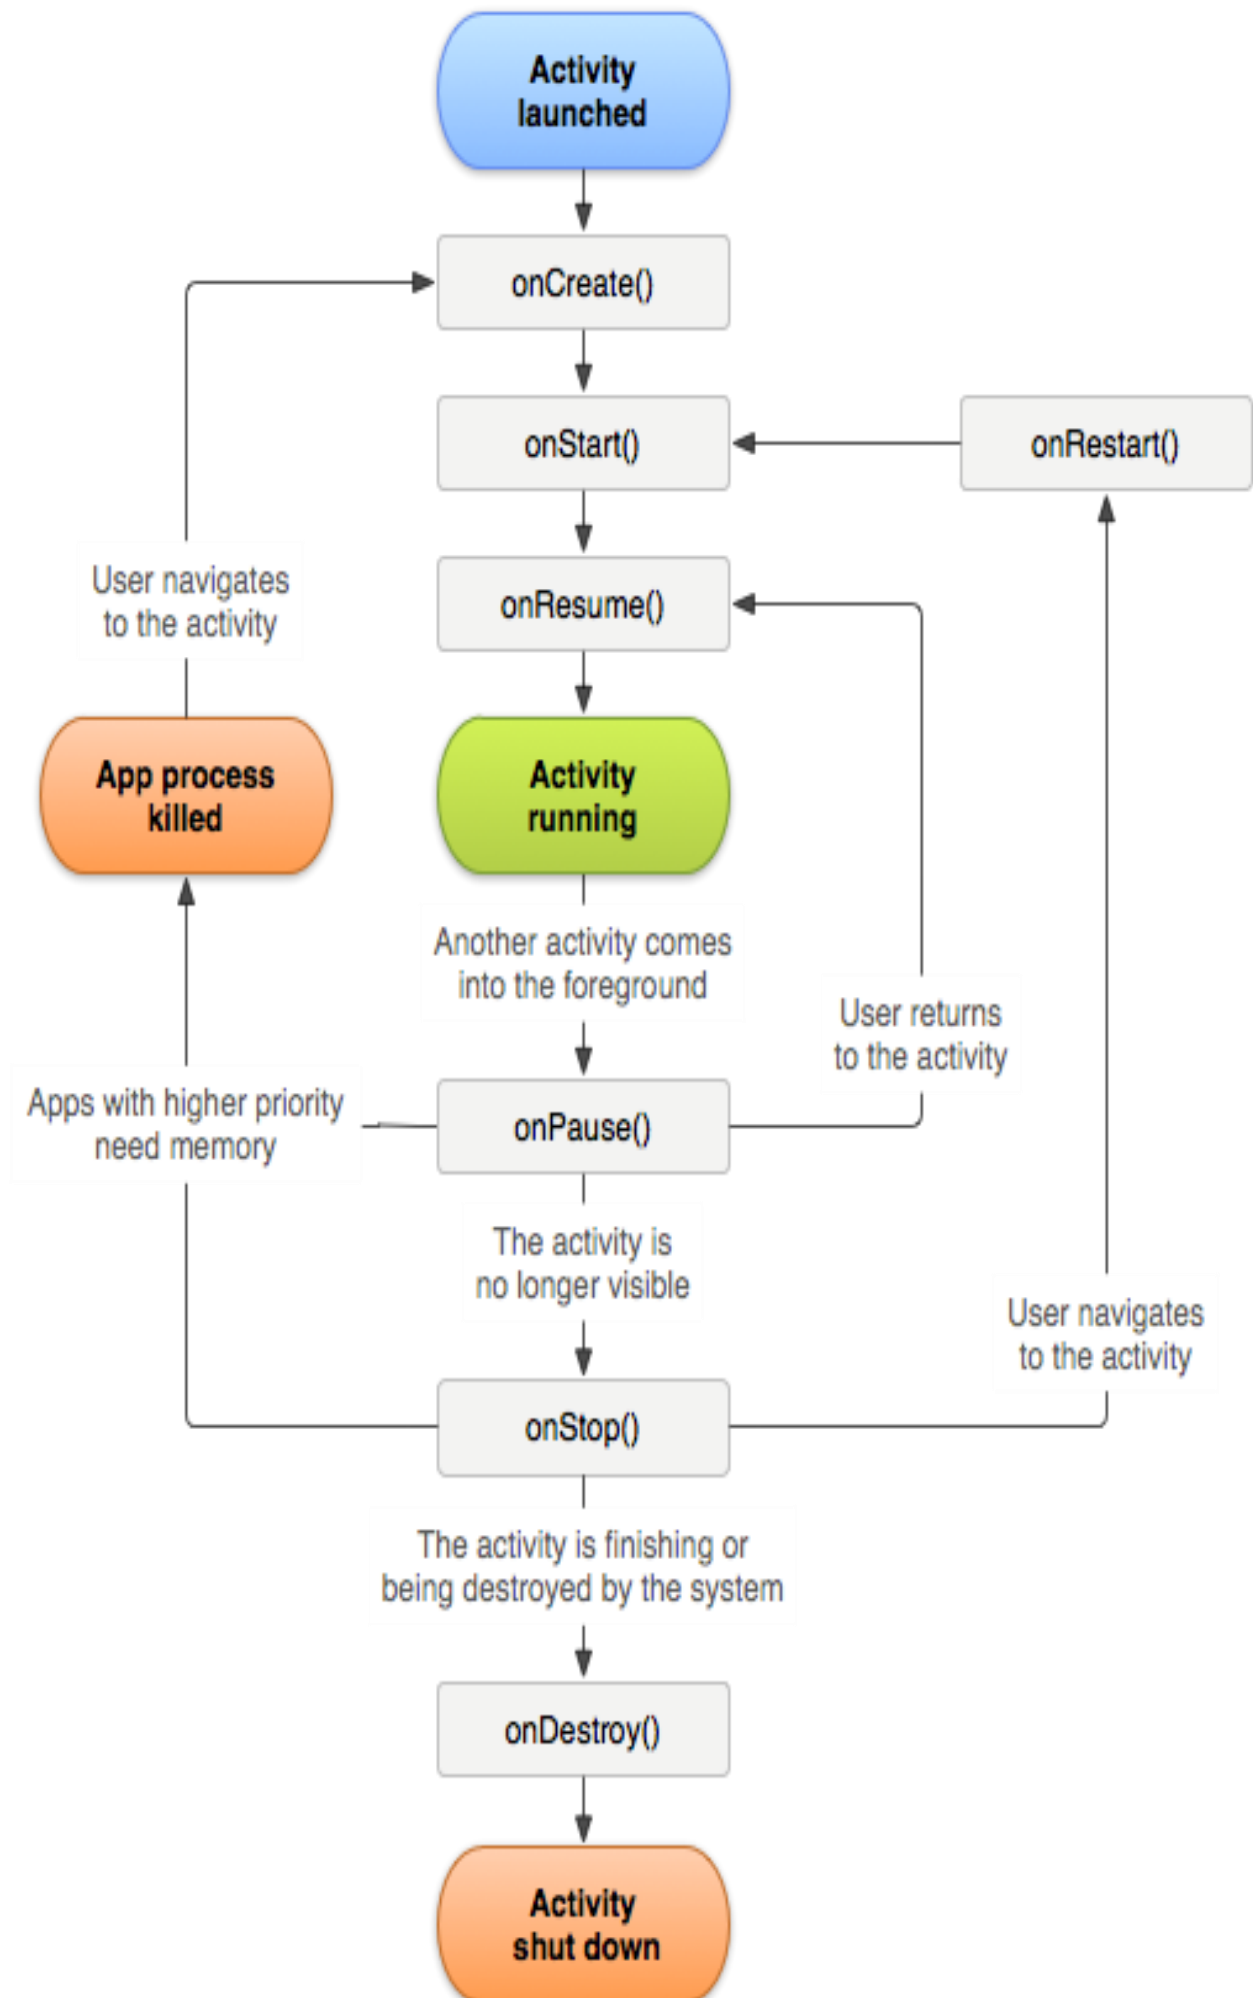 Activity
launched
onCreate()
onStart()
onRestart()
User navigates
to the activity
onResume()
App process
killed
Activity
running
Another activity comes
into the foreground
User returns
to the activity
Apps with higher priority
need memory
onPause()
The activity is
no longer visible
User navigates
to the activity
onStop()
The activity is finishing or
being destroyed by the system
onDestroy()
Activity
shut down